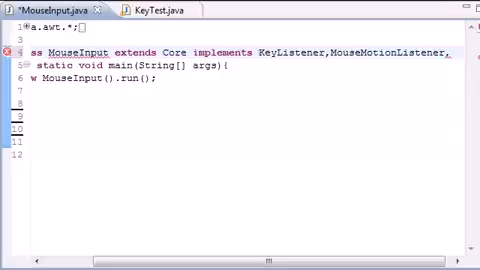 *MouseInput.java
KeyTest.java
1
a.awt.*;
3
4
ss MouseInput extends Core implements KeyListener,MouseMotionListener,
5
static void main(String[] args){
6
w MouseInput().run();
7
8
9
10
11
12